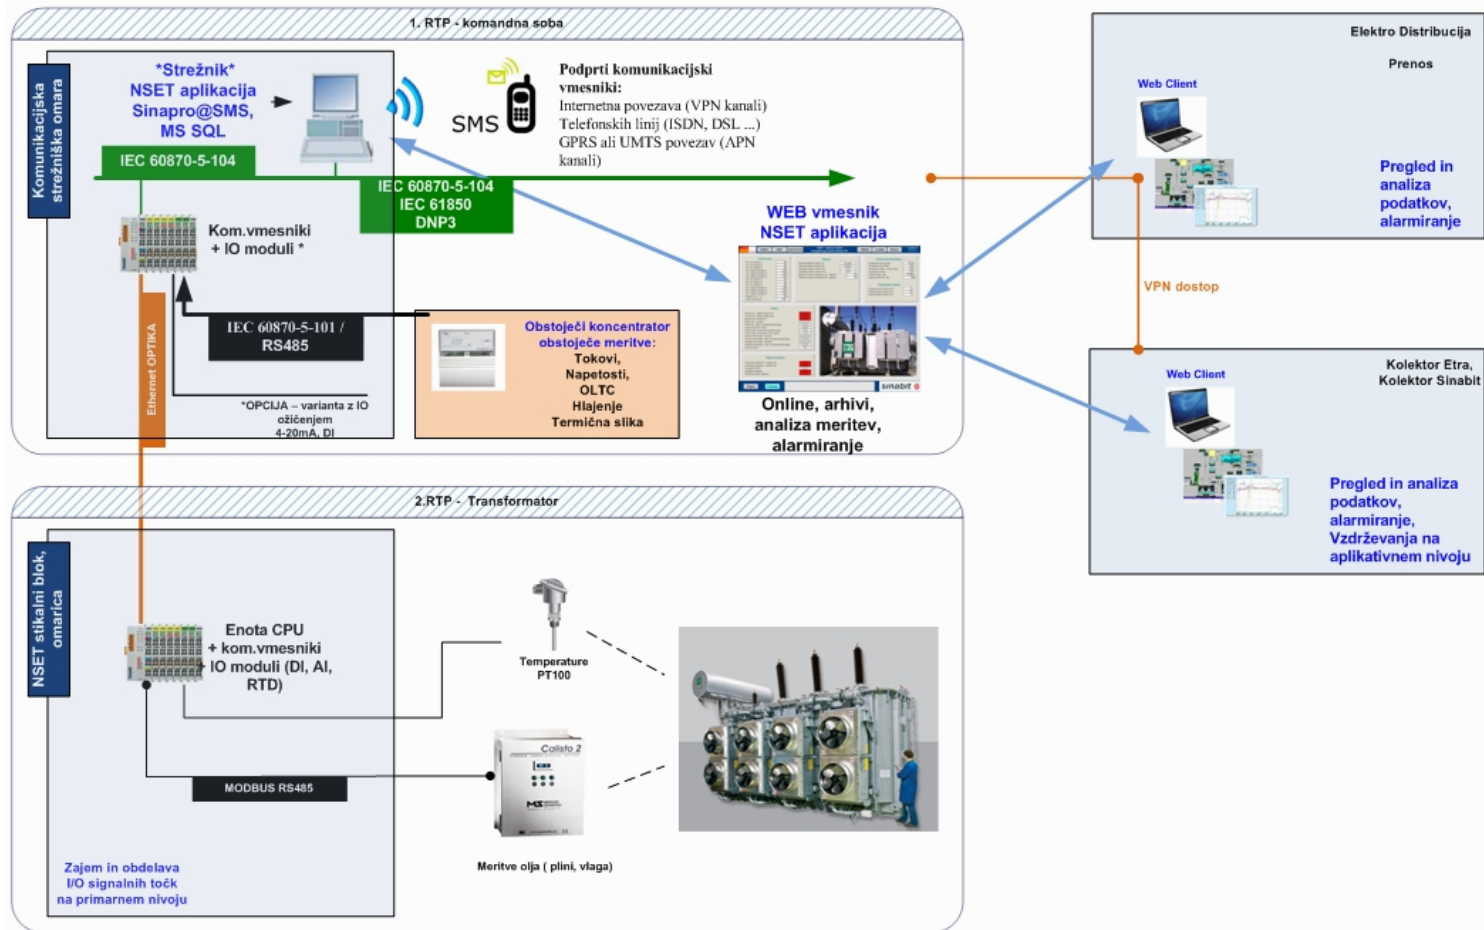 1. RTP - komandna soba
Komunikacijska
strežniška omara
*Strežnik*
NSET aplikacija
Sinapro@SMS,
MS SQL
SMS
Podprti komunikacijski
vmesniki:
Internetna povezava (VPN kanali)
Telefonskih linij (ISDN, DSL ...)
GPRS ali UMTS povezav (APN
kanali)
IEC 60870-5-104
IEC 60870-5-104
IEC 61850
DNP3
Kom.vmesniki
+ IO moduli *
WEB vmesnik
NSET aplikacija
sinabit
Online, arhivi,
analiza meritev,
alarmiranje
IEC 60870-5-101 /
RS485
Ethernet OPTIKA
*OPCIJA – varianta z IO
ožičenjem
4-20mA, DI
Obstoječi koncentrator
obstoječe meritve:
Tokovi,
Napetosti,
OLTC
Hlajenje
Termična slika
Elektro Distribucija
Prenos
Web Client
Pregled in
analiza
podatkov,
alarmiranje
VPN dostop
Kolektor Etra,
Kolektor Sinabit
Web Client
Pregled in analiza
podatkov,
alarmiranje,
Vzdrževanja na
aplikativnem nivoju
2.RTP - Transformator
NSET stikalni blok,
omarica
Enota CPU
+ kom.vmesniki
+ IO moduli (DI, AI,
RTD)
Temperature
PT100
Calisto 2
MODBUS RS485
Meritve olja ( plini, vlaga)
Zajem in obdelava
I/O signalnih točk
na primarnem nivoju